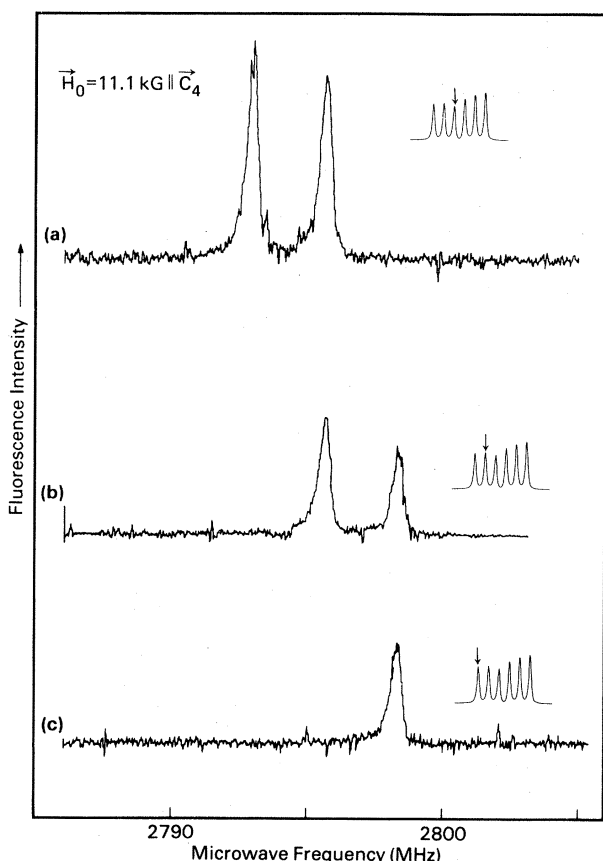 H₀=11.1 kG ∥ C₄
(a)
(b)
(c)
Fluorescence Intensity
2790 2800
Microwave Frequency (MHz)